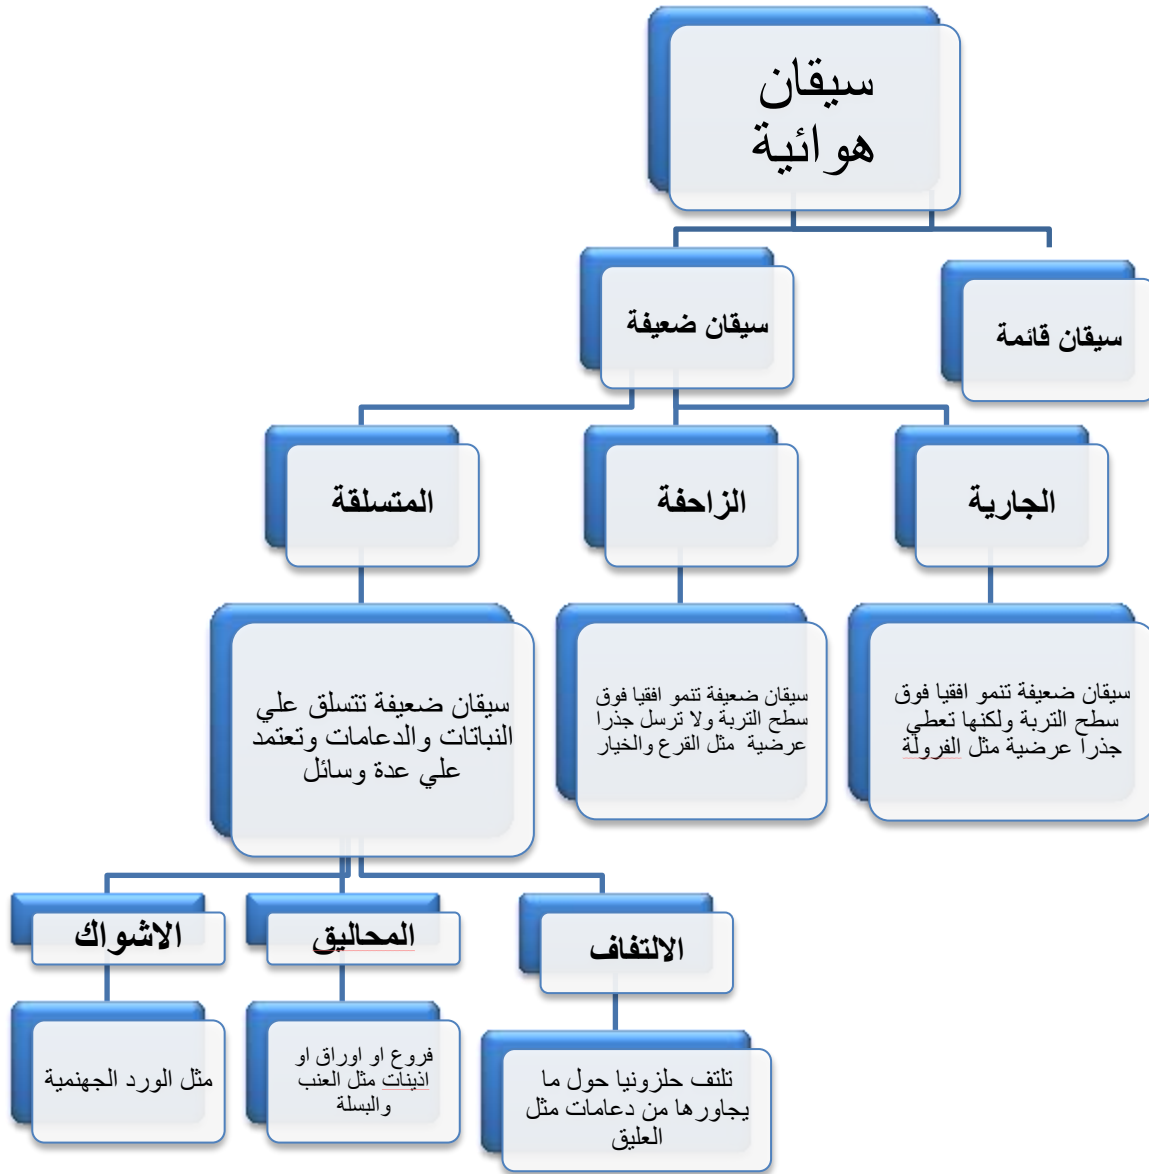 سيقان
هوائية
سيقان قائمة
سيقان ضعيفة
الجارية
الزاحفة
المتسلقة
سيقان ضعيفة تنمو افقيا فوق
سطح التربة ولكنها تعطي
جذرا عرضية مثل الفرولة
سيقان ضعيفة تنمو افقيا فوق
سطح التربة ولا ترسل جذرا
عرضية مثل القرع والخيار
سيقان ضعيفة تتسلق علي
النباتات والدعامات وتعتمد
علي عدة وسائل
الالتفاف
المحاليق
الاشواك
تلتف حلزونيا حول ما
يجاورها من دعامات مثل
العليق
فروع او اوراق او
اذينات مثل العنب
والبسلة
مثل الورد الجهنمية